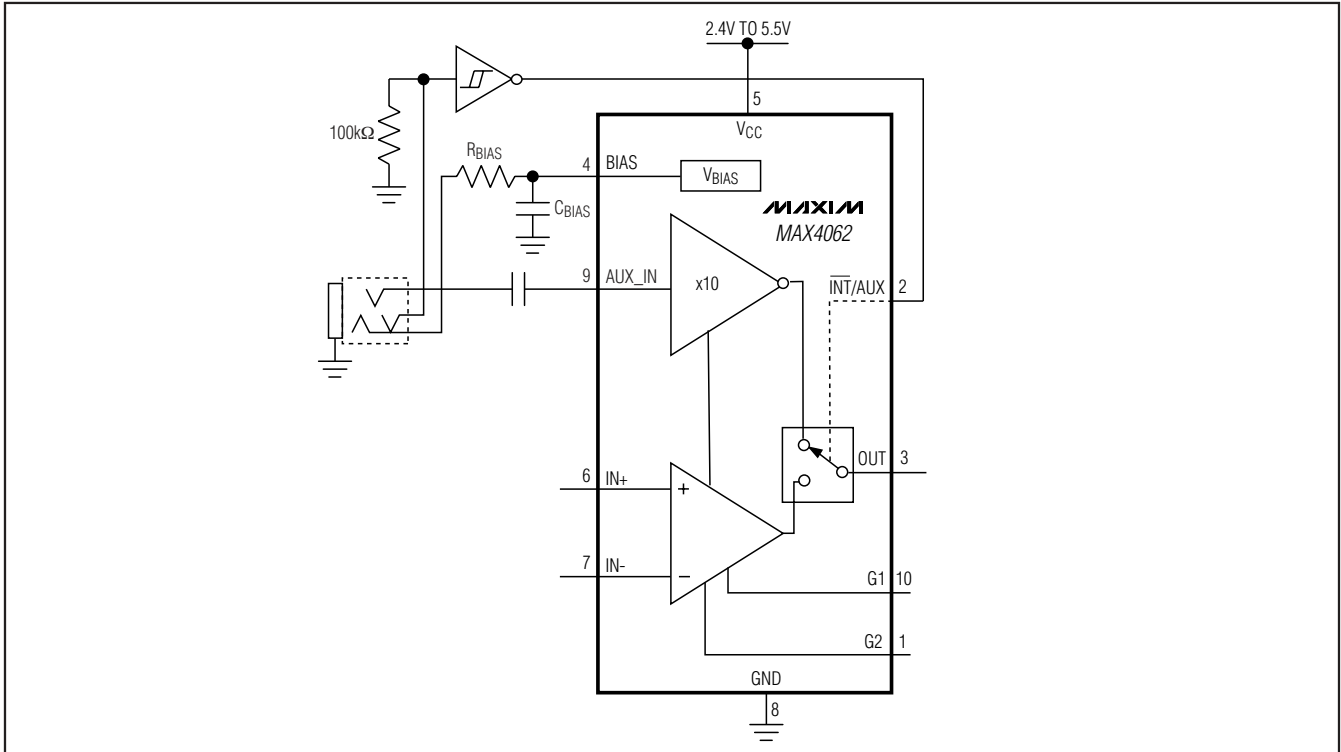 2.4V TO 5.5V
5
VCC
100kΩ
RBIAS
4
BIAS
VBIAS
CBIAS
MAXIM
MAX4062
9
AUX_IN
x10
INT/AUX
2
6
IN+
+
OUT
3
7
IN-
−
G1
10
G2
1
GND
8